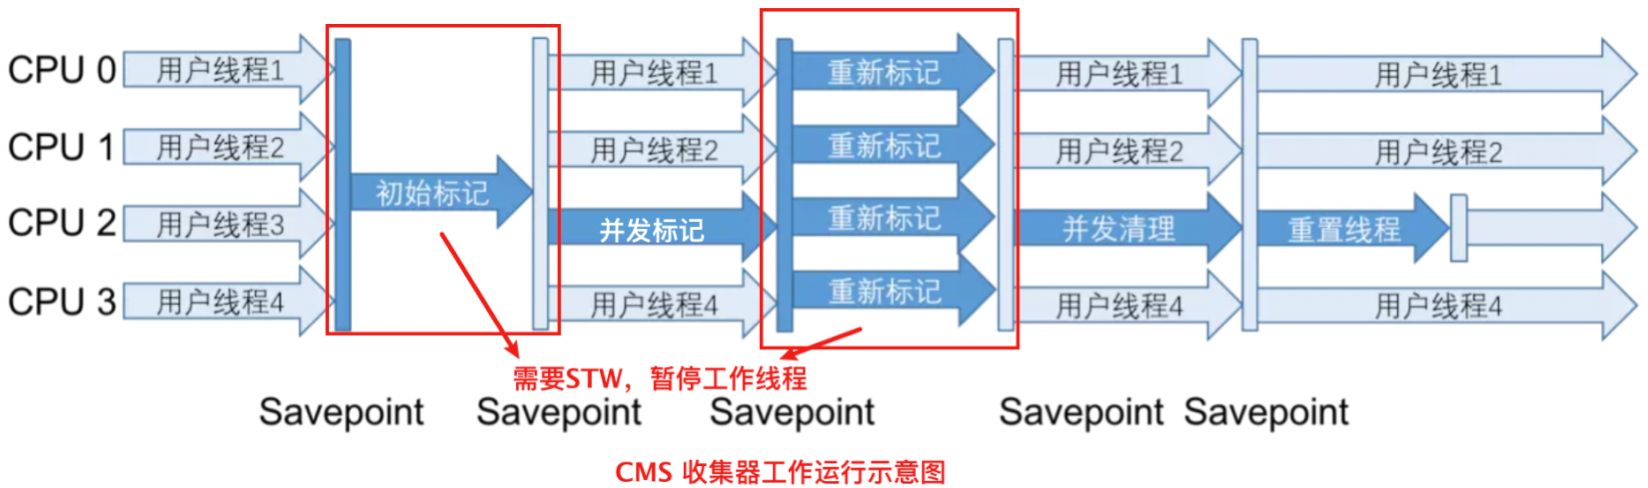 CPU 0 用户线程1 用户线程1 重新标记 用户线程1 用户线程1
CPU 1 用户线程2 用户线程2 重新标记 用户线程2 用户线程2
初始标记
CPU 2 用户线程3 并发标记 重新标记 并发清理 重置线程
CPU 3 用户线程4 用户线程4 重新标记 用户线程4 用户线程4
需要STW，暂停工作线程
Savepoint Savepoint Savepoint Savepoint Savepoint
CMS 收集器工作运行示意图